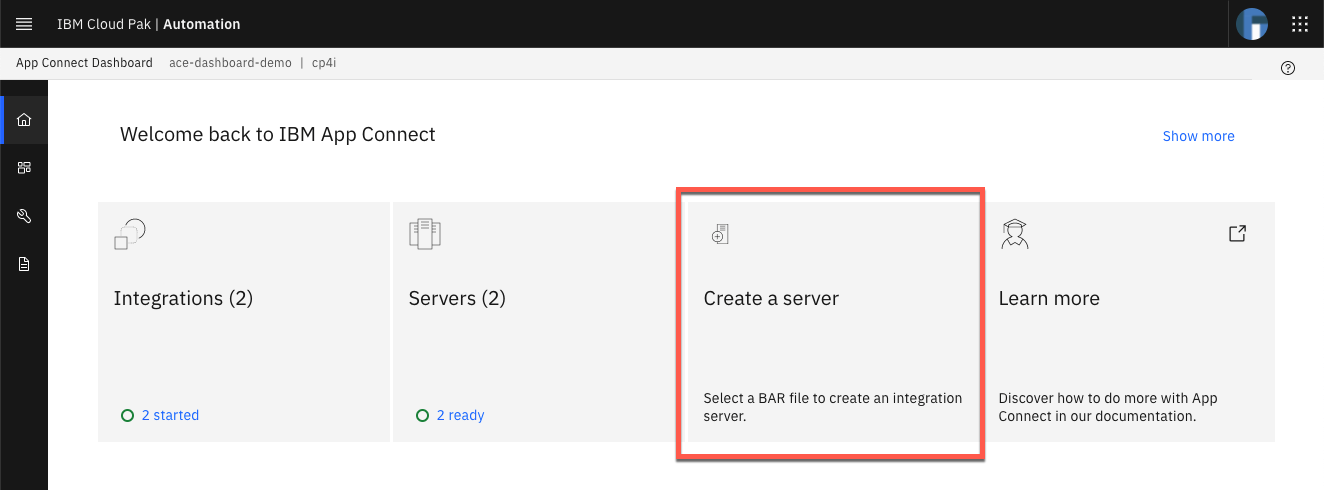 IBM Cloud Pak | Automation
App Connect Dashboard ace-dashboard-demo | cp4i
Welcome back to IBM App Connect
Show more
Integrations (2)
2 started
Servers (2)
2 ready
Create a server
Select a BAR file to create an integration
server.
Learn more
Discover how to do more with App
Connect in our documentation.